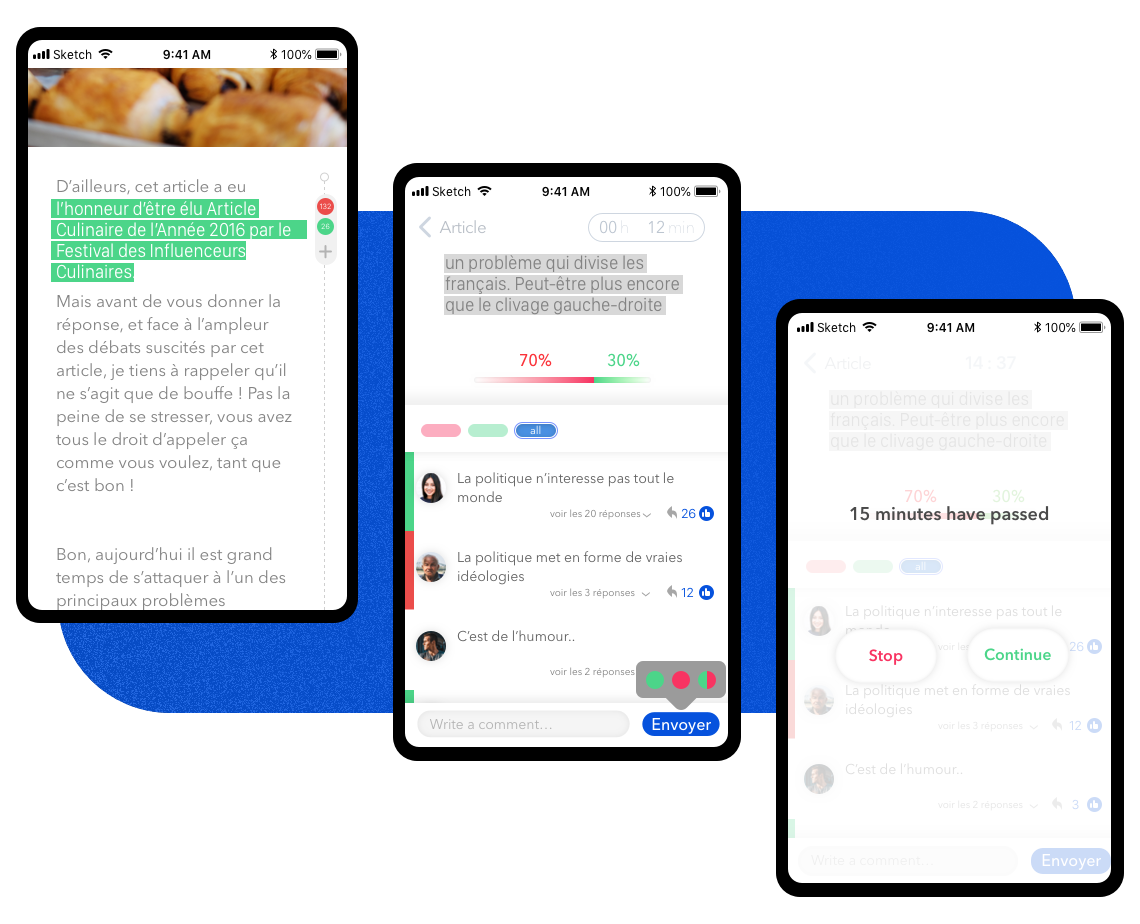 Sketch 9:41 AM 100%
D'ailleurs, cet article a eu
l'honneur d'être élu Article
Culinaire de l'Année 2016 par le
Festival des Influenceurs
Culinaires.
132
26
Mais avant de vous donner la
réponse, et face à l'ampleur
des débats suscités par cet
article, je tiens à rappeler qu'il
ne s'agit que de bouffe ! Pas la
peine de se stresser, vous avez
tous le droit d'appeler ça
comme vous voulez, tant que
c'est bon !
Bon, aujourd'hui il est grand
temps de s'attaquer à l'un des
principaux problèmes
Sketch 9:41 AM 100%
Article 00 h 12 min
un problème qui divise les
français. Peut-être plus encore
que le clivage gauche-droite
70% 30%
all
La politique n'interesse pas tout le
monde
voir les 20 réponses 26
La politique met en forme de vraies
idéologies
voir les 3 réponses 12
C'est de l'humour..
voir les 2 réponses
Write a comment... Envoyer
Sketch 9:41 AM 100%
Article 14 : 37
un problème qui divise les
français. Peut-être plus encore
que le clivage gauche-droite
70% 30%
15 minutes have passed
all
La politique n'interesse pas tout le
monde
voir les 26
Stop Continue
La politique met en forme de vraies
idéologies
voir les 3 réponses 12
C'est de l'humour..
voir les 2 réponses 3
Write a comment... Envoyer